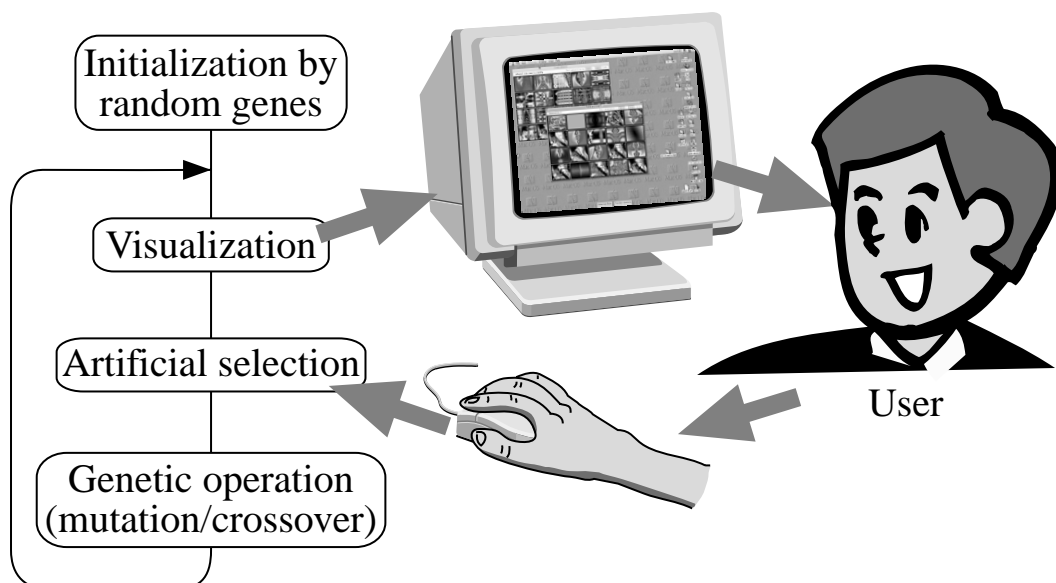 Initialization by
random genes
Visualization
Artificial selection
User
Genetic operation
(mutation/crossover)